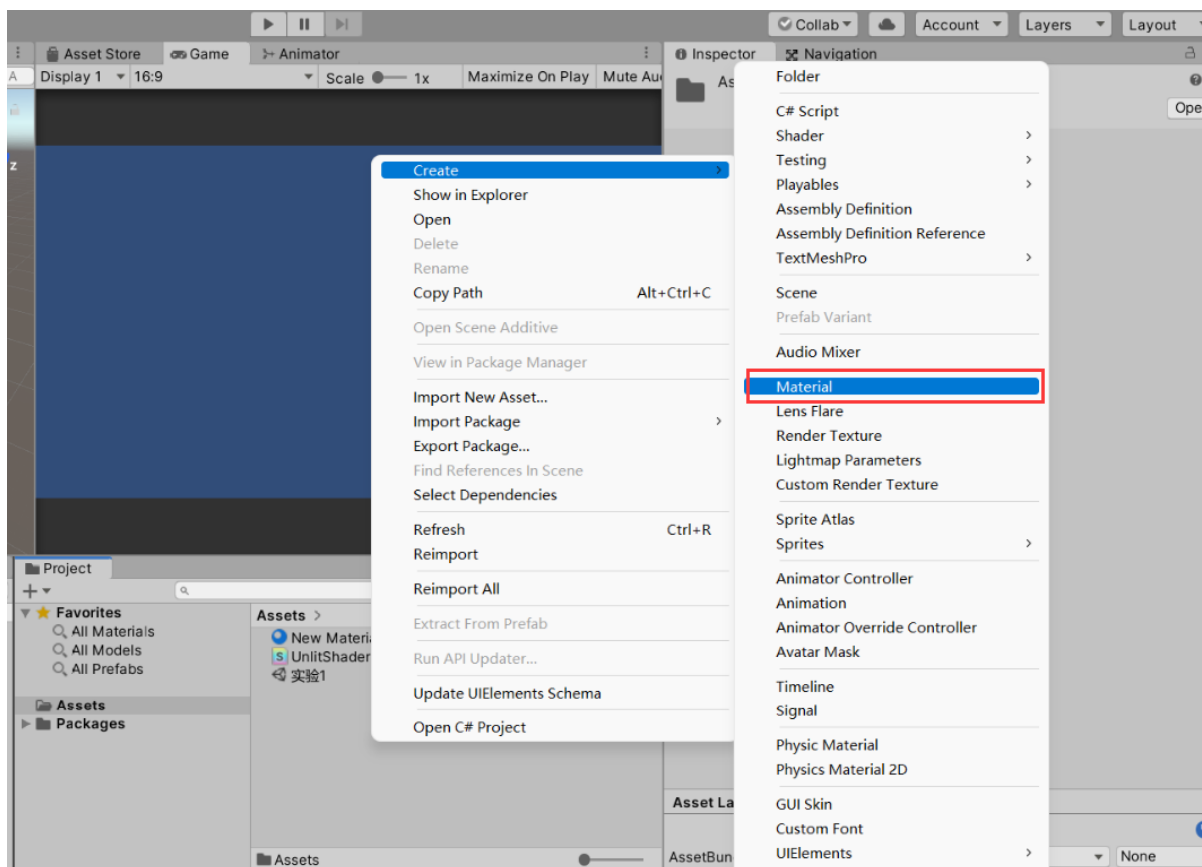 Collab
Account
Layers
Layout
Asset Store
Game
Animator
Inspector
Navigation
Display 1
16:9
Scale
1x
Maximize On Play
Mute Au
A
As
Ope
z
Create
Show in Explorer
Open
Delete
Rename
Copy Path Alt+Ctrl+C
Open Scene Additive
View in Package Manager
Import New Asset...
Import Package
Export Package...
Find References In Scene
Select Dependencies
Refresh Ctrl+R
Reimport
Reimport All
Extract From Prefab
Run API Updater...
Update UIElements Schema
Open C# Project
Folder
C# Script
Shader
Testing
Playables
Assembly Definition
Assembly Definition Reference
TextMeshPro
Scene
Prefab Variant
Audio Mixer
Material
Lens Flare
Render Texture
Lightmap Parameters
Custom Render Texture
Sprite Atlas
Sprites
Animator Controller
Animation
Animator Override Controller
Avatar Mask
Timeline
Signal
Physic Material
Physics Material 2D
GUI Skin
Custom Font
UIElements
Project
Favorites
All Materials
All Models
All Prefabs
Assets
Packages
Assets >
New Materi
UnlitShader
实验1
Assets
Asset La
AssetBun
None